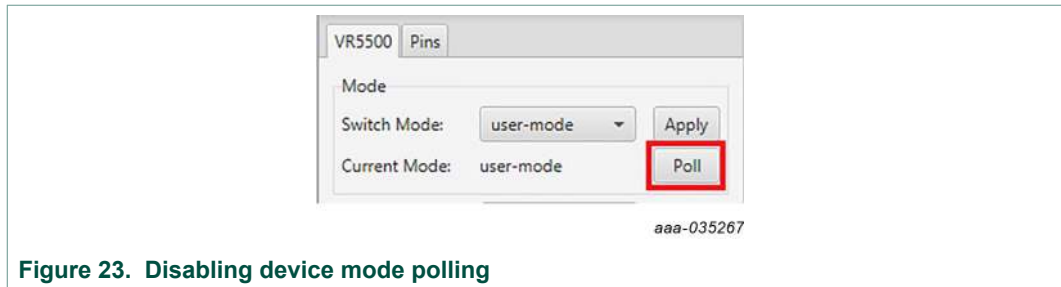 VR5500 Pins
Mode
Switch Mode: user-mode Apply
Current Mode: user-mode Poll
aaa-035267
Figure 23. Disabling device mode polling